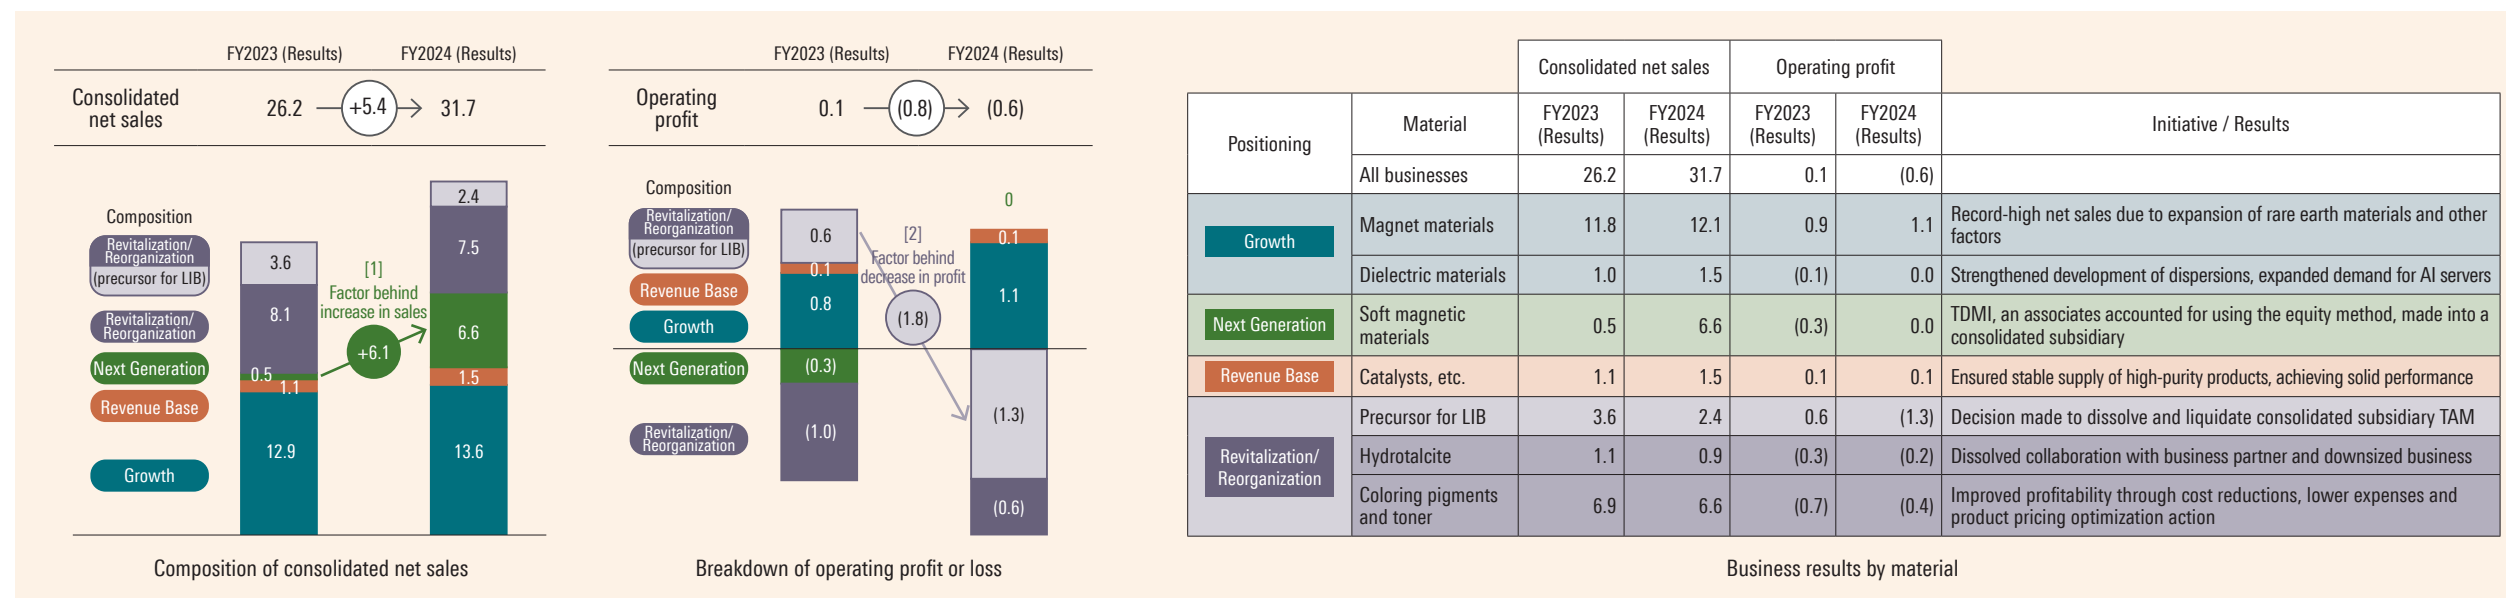 FY2023 (Results) FY2024 (Results)
Consolidated
net sales
26.2 +5.4 31.7
Composition
Revitalization/
Reorganization
(precursor for LIB)
Revitalization/
Reorganization
Next Generation
Revenue Base
Growth
3.6
8.1
0.5
1.1
12.9
[1]
Factor behind
increase in sales
+6.1
2.4
7.5
6.6
1.5
13.6
Composition of consolidated net sales
FY2023 (Results) FY2024 (Results)
Operating
profit
0.1 (0.8) (0.6)
Composition
Revitalization/
Reorganization
(precursor for LIB)
Revenue Base
Growth
Next Generation
Revitalization/
Reorganization
0.6
0.1
0.8
(0.3)
(1.0)
[2]
Factor behind
decrease in profit
(1.8)
0
0.1
1.1
(1.3)
(0.6)
Breakdown of operating profit or loss
Consolidated net sales Operating profit
Positioning Material FY2023 (Results) FY2024 (Results) FY2023 (Results) FY2024 (Results) Initiative / Results
All businesses 26.2 31.7 0.1 (0.6)
Growth
Magnet materials 11.8 12.1 0.9 1.1 Record-high net sales due to expansion of rare earth materials and other
factors
Dielectric materials 1.0 1.5 (0.1) 0.0 Strengthened development of dispersions, expanded demand for AI servers
Next Generation
Soft magnetic
materials
0.5 6.6 (0.3) 0.0 TDMI, an associates accounted for using the equity method, made into a
consolidated subsidiary
Revenue Base Catalysts, etc. 1.1 1.5 0.1 0.1 Ensured stable supply of high-purity products, achieving solid performance
Revitalization/
Reorganization
Precursor for LIB 3.6 2.4 0.6 (1.3) Decision made to dissolve and liquidate consolidated subsidiary TAM
Hydrotalcite 1.1 0.9 (0.3) (0.2) Dissolved collaboration with business partner and downsized business
Coloring pigments
and toner
6.9 6.6 (0.7) (0.4) Improved profitability through cost reductions, lower expenses and
product pricing optimization action
Business results by material